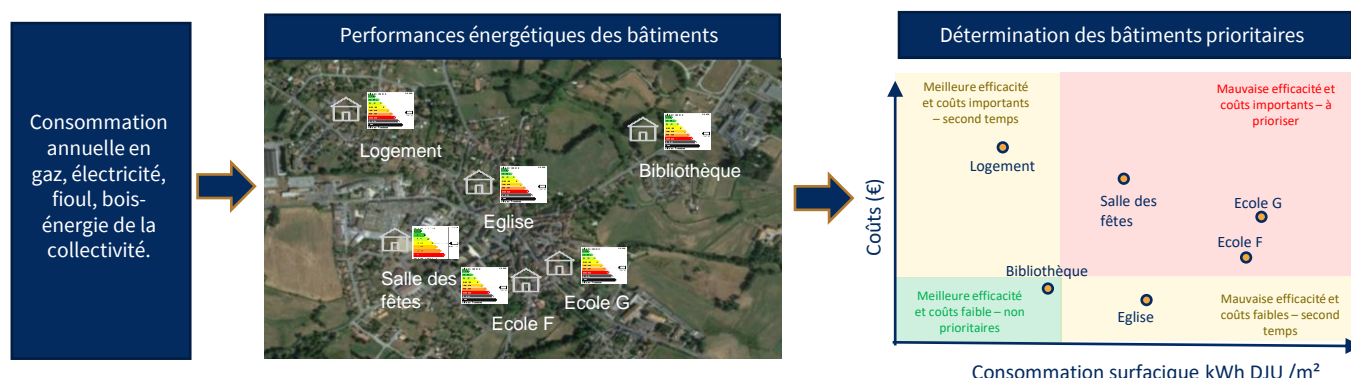 Consommation
annuelle en
gaz, électricité,
fioul, bois-
énergie de la
collectivité.
Performances énergétiques des bâtiments
Logement
Bibliothèque
Eglise
Salle des
fêtes
Ecole F
Ecole G
Détermination des bâtiments prioritaires
Coûts (€)
Meilleure efficacité
et coûts importants
– second temps
Mauvaise efficacité et
coûts importants – à
prioriser
Logement
Salle des
fêtes
Ecole G
Ecole F
Bibliothèque
Meilleure efficacité
et coûts faible – non
prioritaires
Eglise
Mauvaise efficacité et
coûts faibles – second
temps
Consommation surfacique kWh DJU /m²